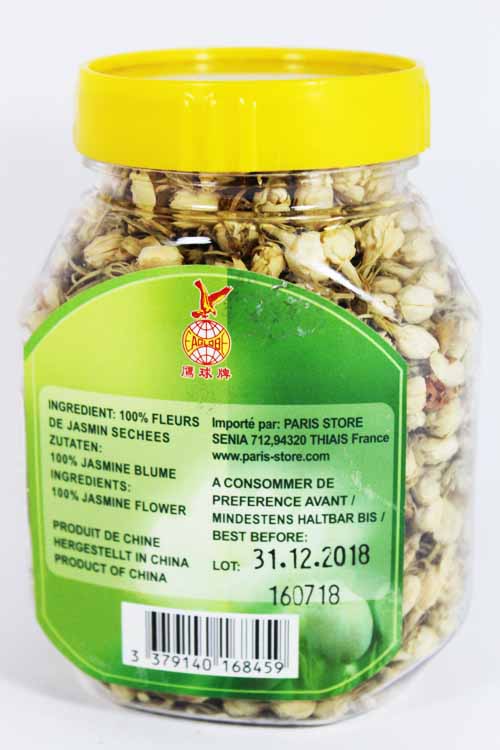 EAGLOBE
鷹球牌
INGREDIENT: 100% FLEURS
DE JASMIN SECHEES
ZUTATEN:
100% JASMINE BLUME
INGREDIENTS:
100% JASMINE FLOWER
PRODUIT DE CHINE
HERGESTELLT IN CHINA
PRODUCT OF CHINA
Importé par: PARIS STORE
SENIA 712,94320 THIAIS France
www.paris-store.com
A CONSOMMER DE
PREFERENCE AVANT /
MINDESTENS HALTBAR BIS /
BEST BEFORE:
LOT: 31.12.2018
160718
3 379140 168459